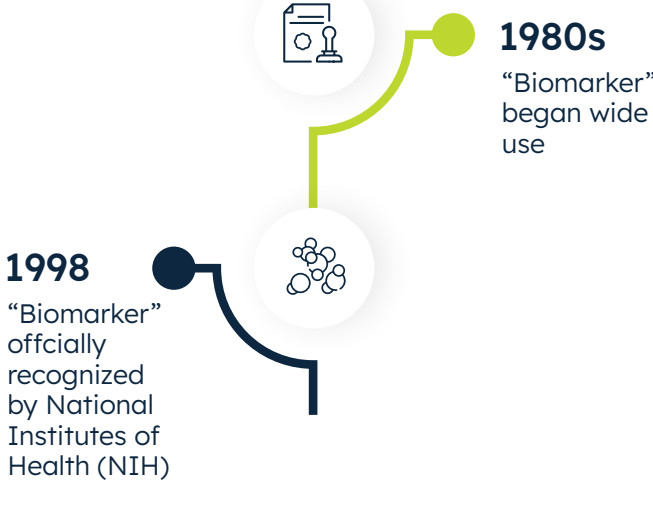 1980s
“Biomarker”
began wide
use
1998
“Biomarker”
offcially
recognized
by National
Institutes of
Health (NIH)